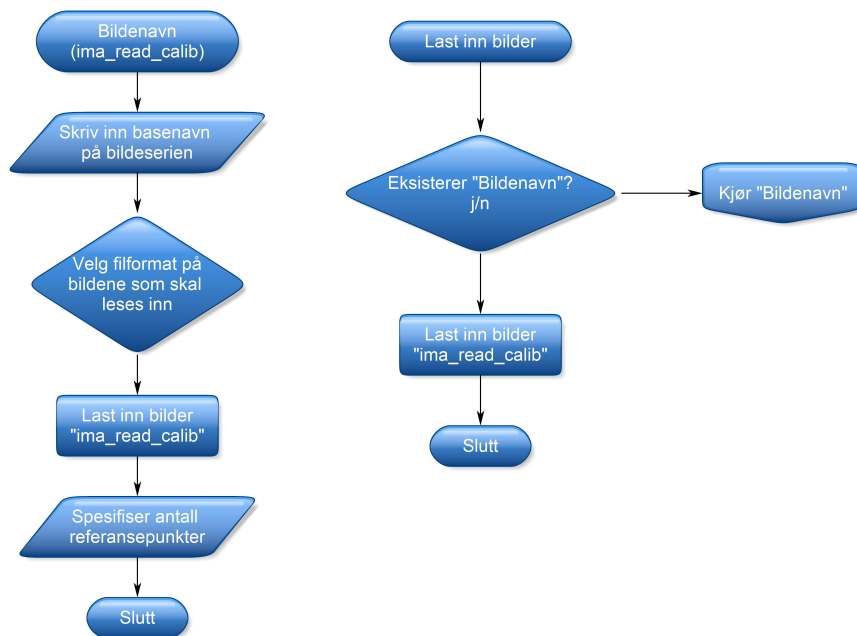 Bildenavn
(ima_read_calib)
Skriv inn basenavn
på bildeserien
Velg filformat på
bildene som skal
leses inn
Last inn bilder
"ima_read_calib"
Spesifiser antall
referansepunkter
Slutt
Last inn bilder
Eksisterer "Bildenavn"?
j/n
Kjør "Bildenavn"
Last inn bilder
"ima_read_calib"
Slutt